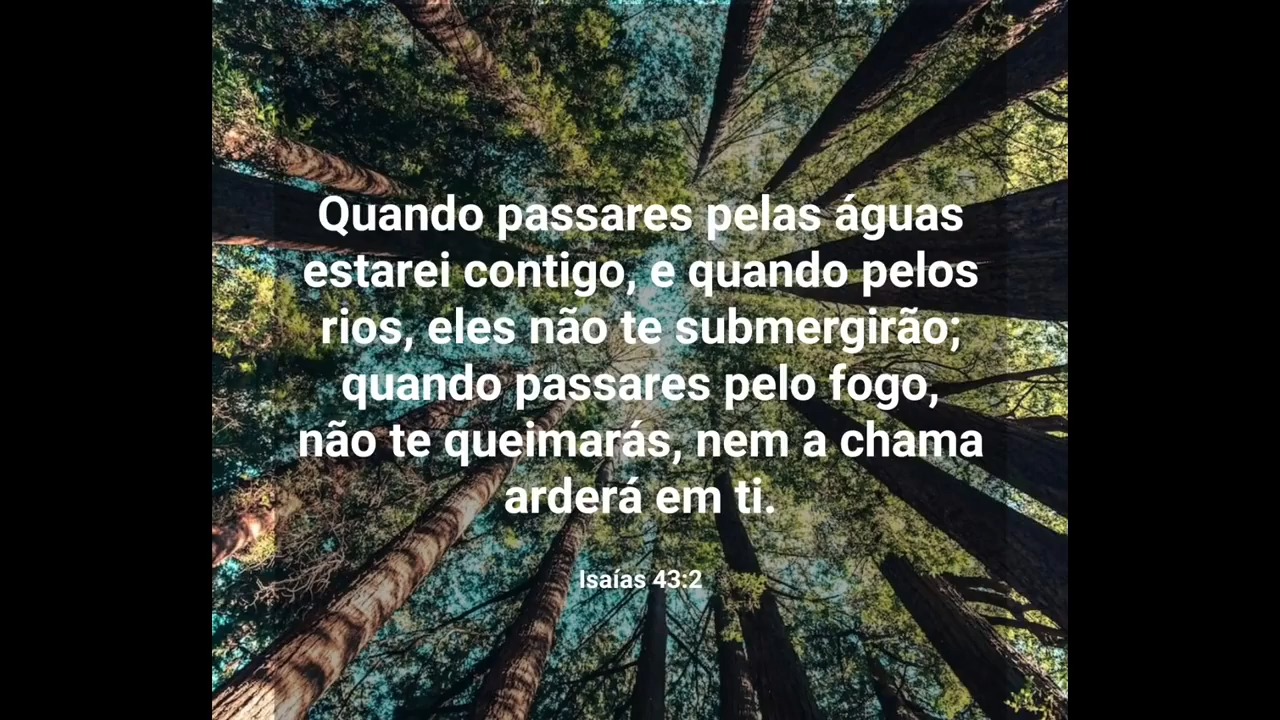 Quando passares pelas águas
estarei contigo, e quando pelos
rios, eles não te submergirão;
quando passares pelo fogo,
não te queimarás, nem a chama
arderá em ti.
Isaías 43:2